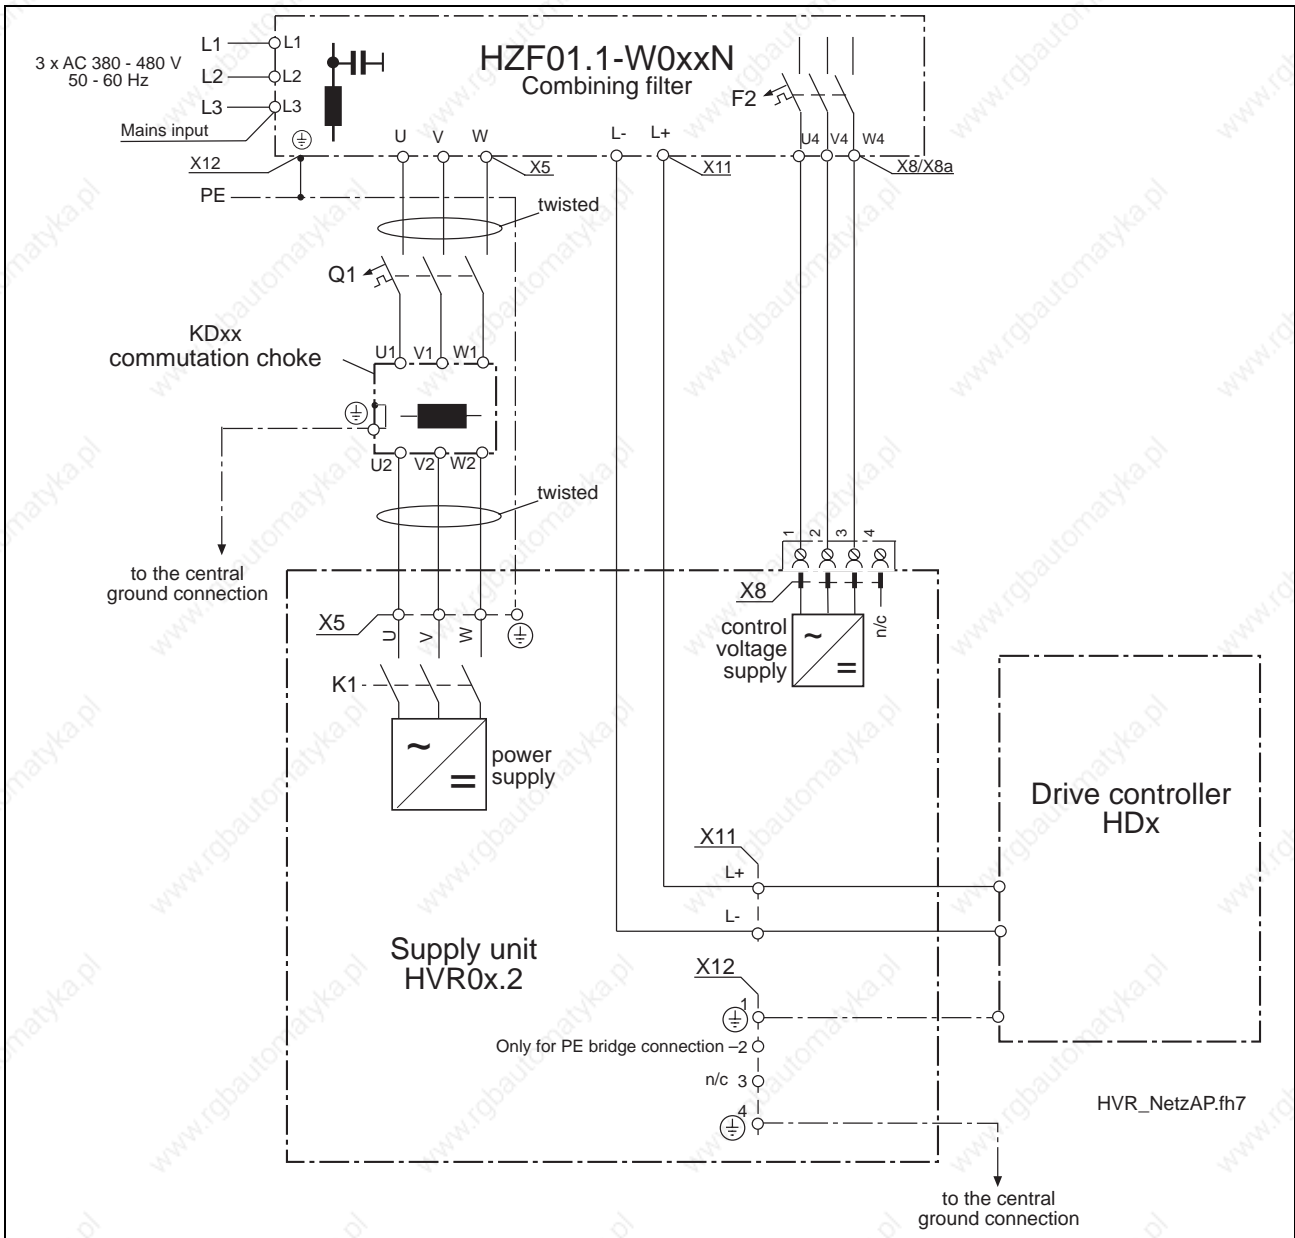 HZF01.1-W0xxN
Combining filter
L1 L1
3 x AC 380 - 480 V
50 - 60 Hz
L2 L2
L3 L3
Mains input
F2
U V W
L- L+
U4 V4 W4
X12
X5
X11
X8/X8a
PE
twisted
Q1
KDxx
commutation choke
U1 V1 W1
U2 V2 W2
twisted
1 2 3 4
to the central
ground connection
X8
n/c
X5
U V W
control
voltage
supply
K1
~
=
~
=
power
supply
Drive controller
HDx
X11
L+
L-
Supply unit
HVR0x.2
X12
1
Only for PE bridge connection –2
n/c 3
4
HVR_NetzAP.fh7
to the central
ground connection
www.rgbautomatyka.pl